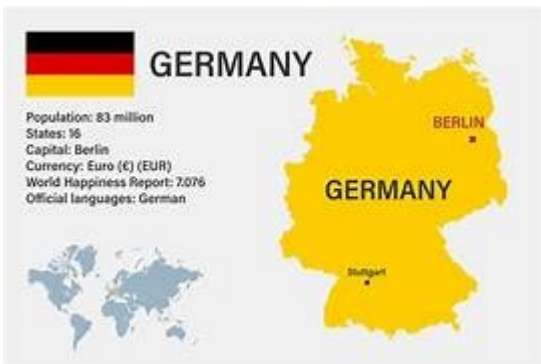 GERMANY
Population: 83 million
States: 16
Capital: Berlin
Currency: Euro (€) (EUR)
World Happiness Report: 7.076
Official languages: German
BERLIN
GERMANY
Stuttgart